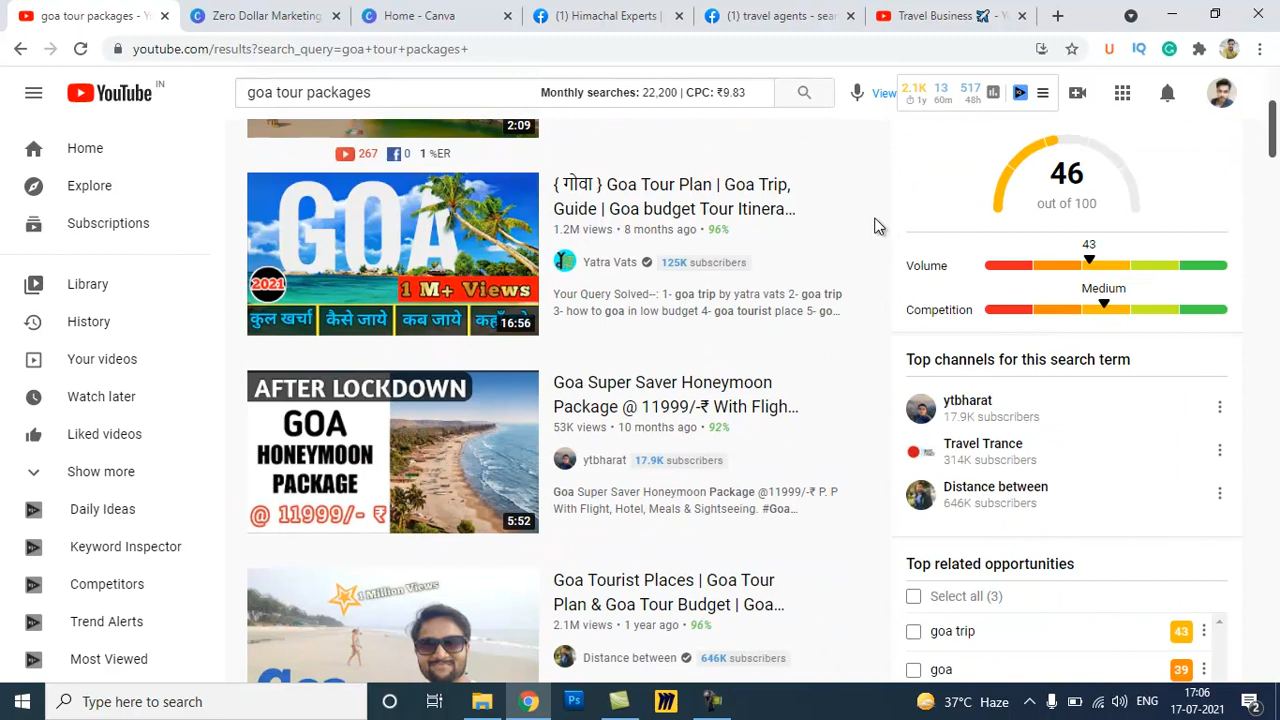 goa tour packages - Y
Zero Dollar Marketing
Home - Canva
(1) Himachal Experts |
(1) travel agents - sear
Travel Business
youtube.com/results?search_query=goa+tour+packages+
YouTube IN
goa tour packages
Monthly searches: 22,200 | CPC: ₹9.83
View
2.1K 13 517
1y 60m 48h
Home
Explore
Subscriptions
Library
History
Your videos
Watch later
Liked videos
Show more
Daily Ideas
Keyword Inspector
Competitors
Trend Alerts
Most Viewed
2:09
267 0 1 %ER
GOA
2021
1 M+ Views
कुल खर्चा कैसे जाये कब जाये
16:56
{ गोवा } Goa Tour Plan | Goa Trip,
Guide | Goa budget Tour Itinera...
1.2M views • 8 months ago • 96%
Yatra Vats 125K subscribers
Your Query Solved--: 1- goa trip by yatra vats 2- goa trip
3- how to goa in low budget 4- goa tourist place 5- go...
AFTER LOCKDOWN
GOA
HONEYMOON
PACKAGE
@ 11999/- ₹
5:52
Goa Super Saver Honeymoon
Package @ 11999/-₹ With Fligh...
53K views • 10 months ago • 92%
ytbharat 17.9K subscribers
Goa Super Saver Honeymoon Package @11999/-₹ P. P
With Flight, Hotel, Meals & Sightseeing. #Goa...
1 Million Views
Goa Tourist Places | Goa Tour
Plan & Goa Tour Budget | Goa...
2.1M views • 1 year ago • 96%
Distance between 646K subscribers
46
out of 100
43
Volume
Medium
Competition
Top channels for this search term
ytbharat
17.9K subscribers
Travel Trance
314K subscribers
Distance between
646K subscribers
Top related opportunities
Select all (3)
goa trip 43
goa 39
Type here to search
37°C Haze
ENG
17:06
17-07-2021
2